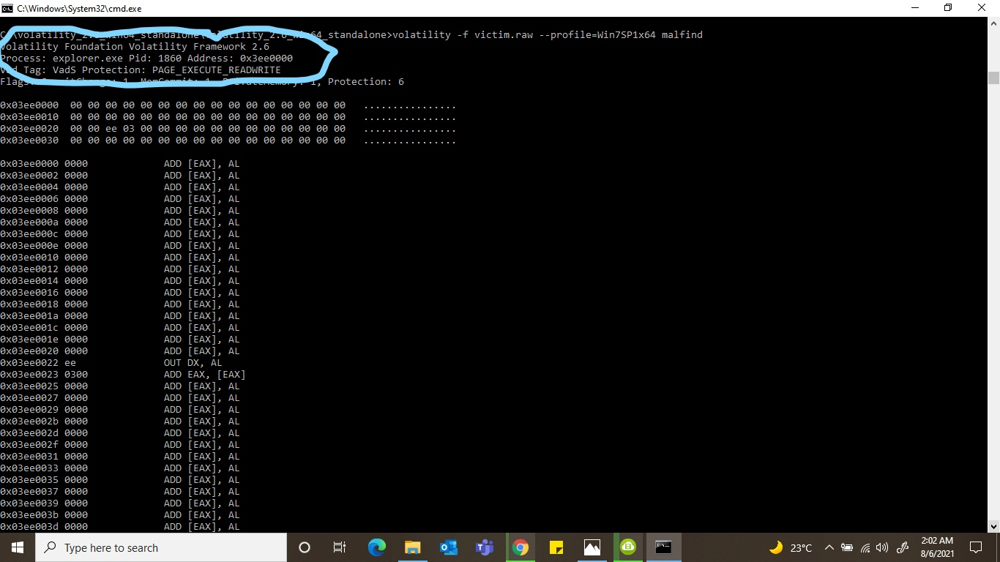 C:\Windows\System32\cmd.exe
C:\volatility_2.6_win64_standalone\volatility_2.6_win64_standalone>volatility -f victim.raw --profile=Win7SP1x64 malfind
Volatility Foundation Volatility Framework 2.6
Process: explorer.exe Pid: 1860 Address: 0x3ee0000
Vad Tag: VadS Protection: PAGE_EXECUTE_READWRITE
Flags: CommitCharge: 1, MemCommit: 1, PrivateMemory: 1, Protection: 6
0x03ee0000  00 00 00 00 00 00 00 00 00 00 00 00 00 00 00 00   ................
0x03ee0010  00 00 00 00 00 00 00 00 00 00 00 00 00 00 00 00   ................
0x03ee0020  00 00 ee 03 00 00 00 00 00 00 00 00 00 00 00 00   ................
0x03ee0030  00 00 00 00 00 00 00 00 00 00 00 00 00 00 00 00   ................
0x03ee0000 0000             ADD [EAX], AL
0x03ee0002 0000             ADD [EAX], AL
0x03ee0004 0000             ADD [EAX], AL
0x03ee0006 0000             ADD [EAX], AL
0x03ee0008 0000             ADD [EAX], AL
0x03ee000a 0000             ADD [EAX], AL
0x03ee000c 0000             ADD [EAX], AL
0x03ee000e 0000             ADD [EAX], AL
0x03ee0010 0000             ADD [EAX], AL
0x03ee0012 0000             ADD [EAX], AL
0x03ee0014 0000             ADD [EAX], AL
0x03ee0016 0000             ADD [EAX], AL
0x03ee0018 0000             ADD [EAX], AL
0x03ee001a 0000             ADD [EAX], AL
0x03ee001c 0000             ADD [EAX], AL
0x03ee001e 0000             ADD [EAX], AL
0x03ee0020 0000             ADD [EAX], AL
0x03ee0022 ee               OUT DX, AL
0x03ee0023 0300             ADD EAX, [EAX]
0x03ee0025 0000             ADD [EAX], AL
0x03ee0027 0000             ADD [EAX], AL
0x03ee0029 0000             ADD [EAX], AL
0x03ee002b 0000             ADD [EAX], AL
0x03ee002d 0000             ADD [EAX], AL
0x03ee002f 0000             ADD [EAX], AL
0x03ee0031 0000             ADD [EAX], AL
0x03ee0033 0000             ADD [EAX], AL
0x03ee0035 0000             ADD [EAX], AL
0x03ee0037 0000             ADD [EAX], AL
0x03ee0039 0000             ADD [EAX], AL
0x03ee003b 0000             ADD [EAX], AL
0x03ee003d 0000             ADD [EAX], AL
Type here to search
23°C
2:02 AM
8/6/2021